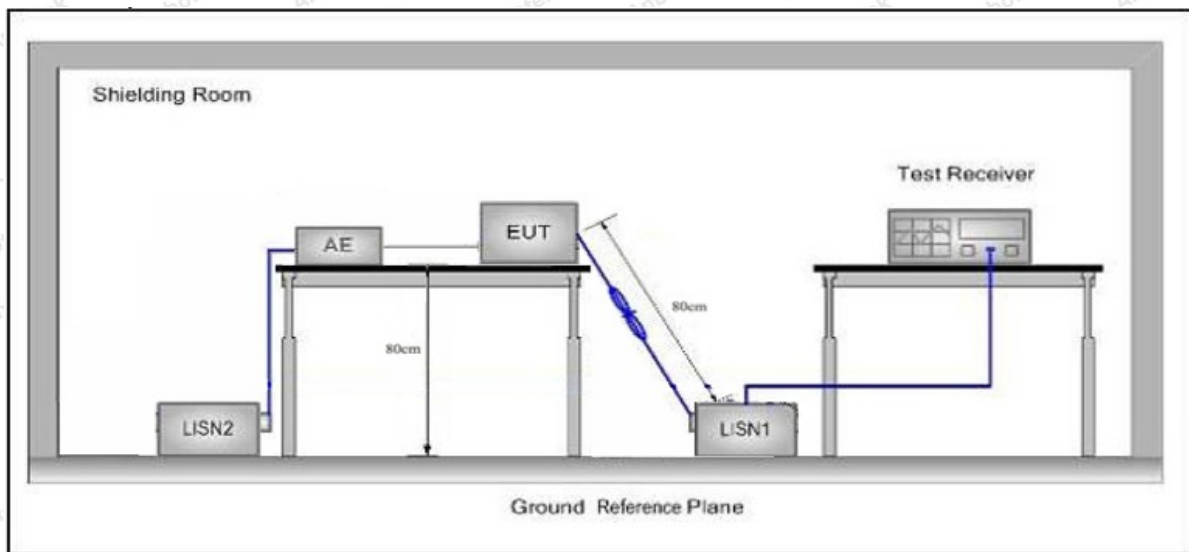 Shielding Room
Test Receiver
AE
EUT
80cm
80cm
LISN2
LISN1
Ground Reference Plane